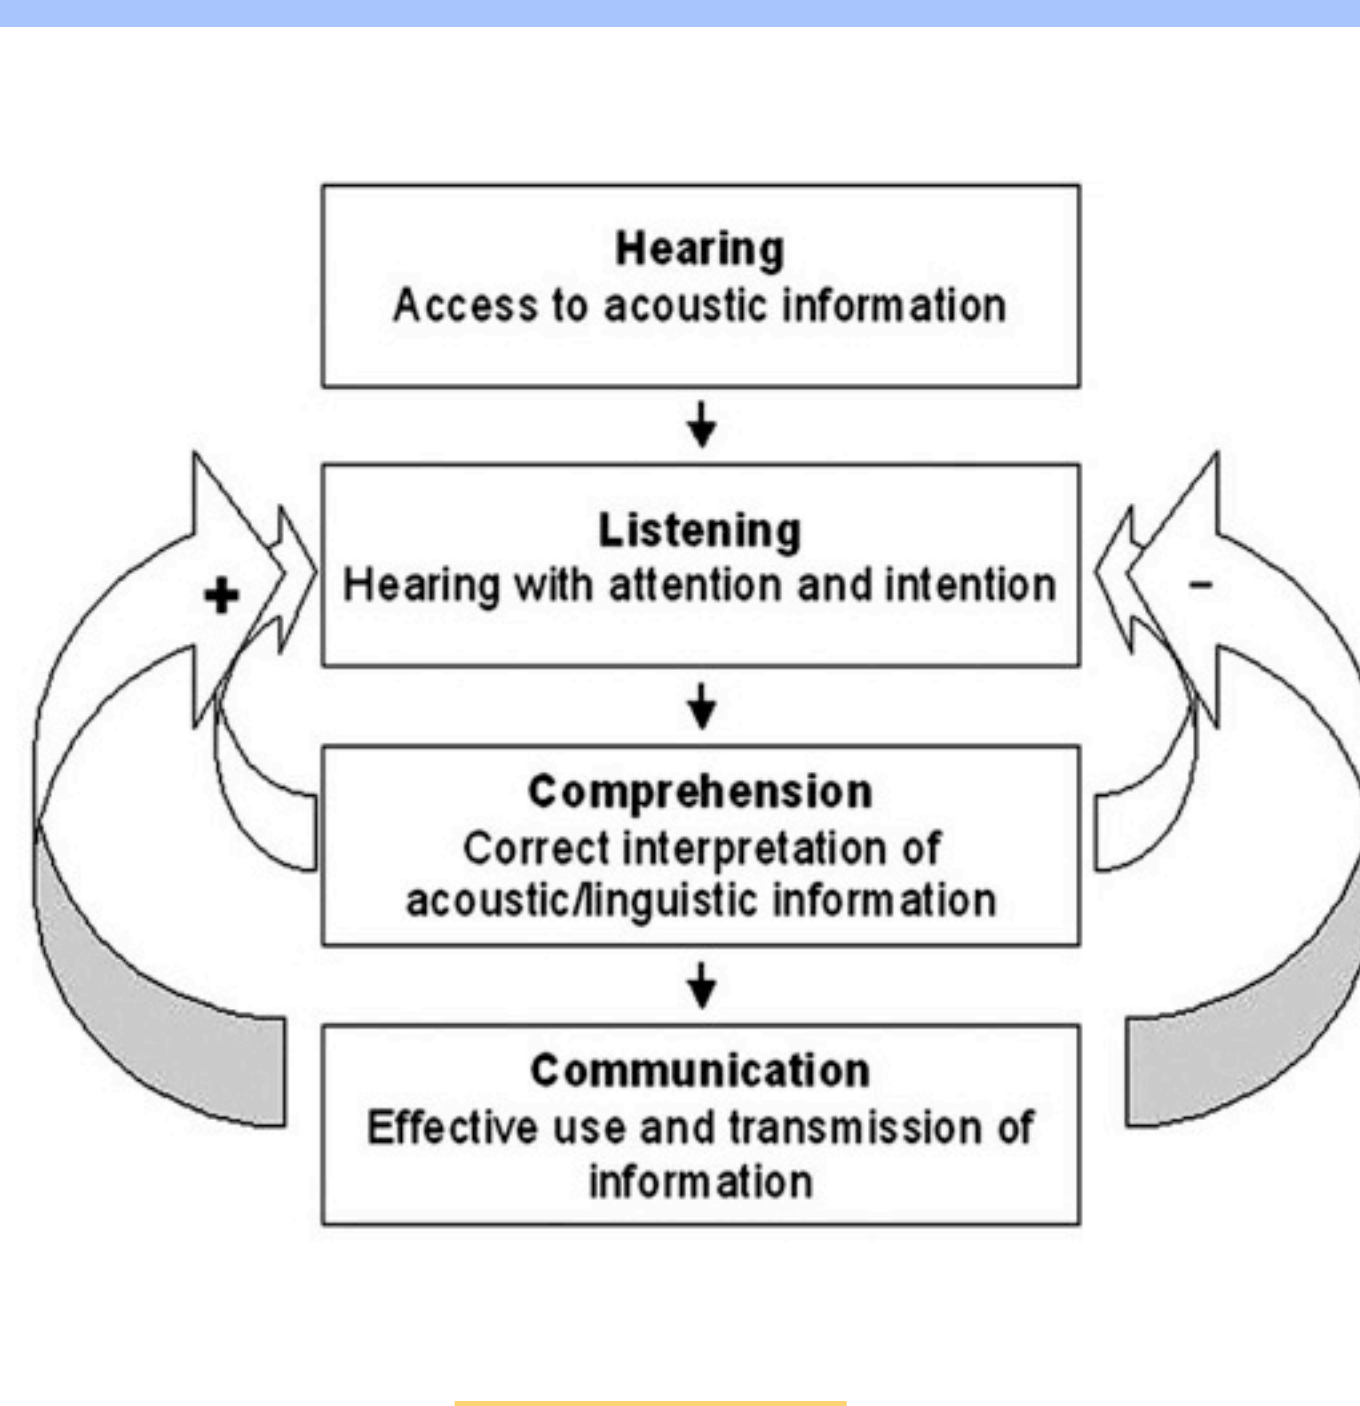 Hearing
Access to acoustic information
Listening
Hearing with attention and intention
+
-
Comprehension
Correct interpretation of
acoustic/linguistic information
Communication
Effective use and transmission of
information